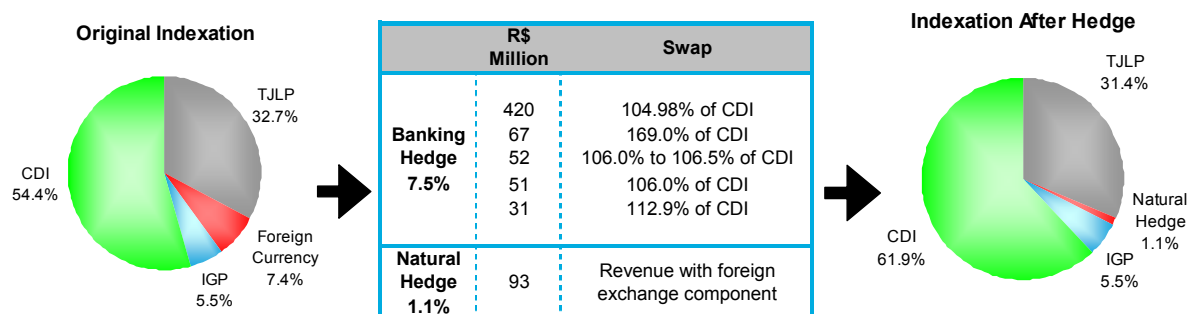 Original Indexation
TJLP
32.7%
CDI
54.4%
Foreign
Currency
7.4%
IGP
5.5%
R$
Million
Swap
Banking
Hedge
7.5%
420
104.98% of CDI
67
169.0% of CDI
52
106.0% to 106.5% of CDI
51
106.0% of CDI
31
112.9% of CDI
Natural
Hedge
1.1%
93
Revenue with foreign
exchange component
Indexation After Hedge
TJLP
31.4%
Natural
Hedge
1.1%
CDI
61.9%
IGP
5.5%